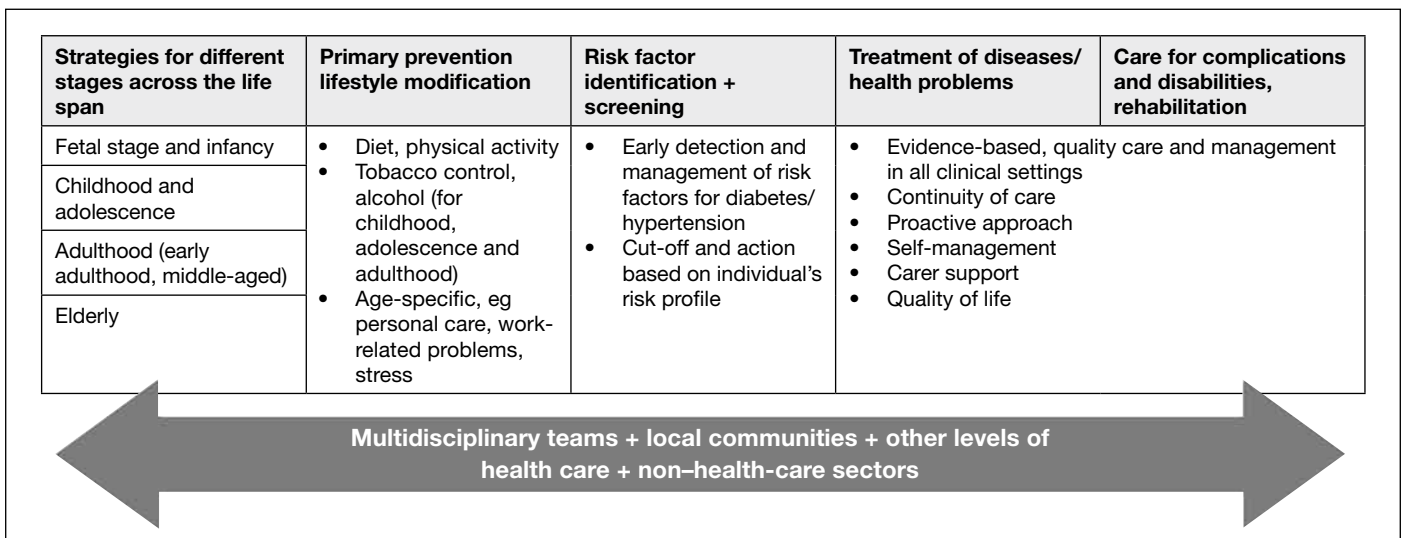 Strategies for different
stages across the life
span
Primary prevention
lifestyle modification
Risk factor
identification +
screening
Treatment of diseases/
health problems
Care for complications
and disabilities,
rehabilitation
Fetal stage and infancy
Childhood and
adolescence
Adulthood (early
adulthood, middle-aged)
Elderly
• Diet, physical activity
• Tobacco control,
alcohol (for
childhood,
adolescence and
adulthood)
• Age-specific, eg
personal care, work-
related problems,
stress
• Early detection and
management of risk
factors for diabetes/
hypertension
• Cut-off and action
based on individual’s
risk profile
• Evidence-based, quality care and management
in all clinical settings
• Continuity of care
• Proactive approach
• Self-management
• Carer support
• Quality of life
Multidisciplinary teams + local communities + other levels of
health care + non–health-care sectors